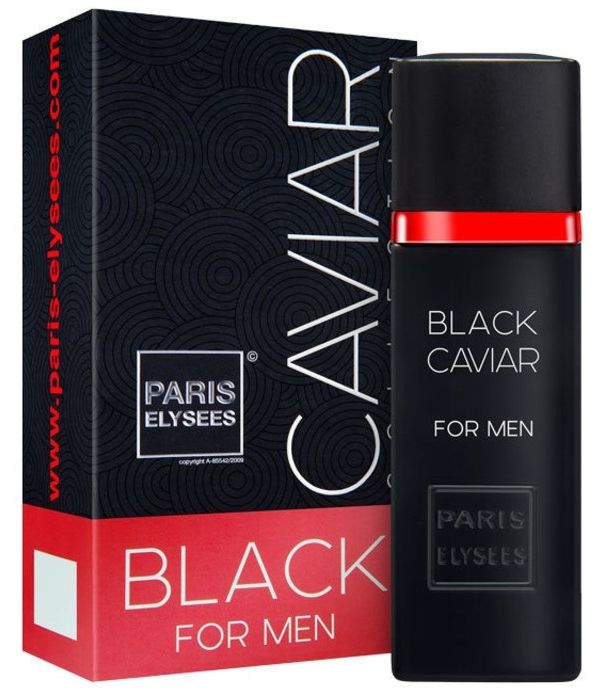 www.paris-elysees.com
CAVIAR
PARIS
ELYSEES
©
copyright A-85542/2009
BLACK
FOR MEN
BLACK
CAVIAR
FOR MEN
PARIS
ELYSEES